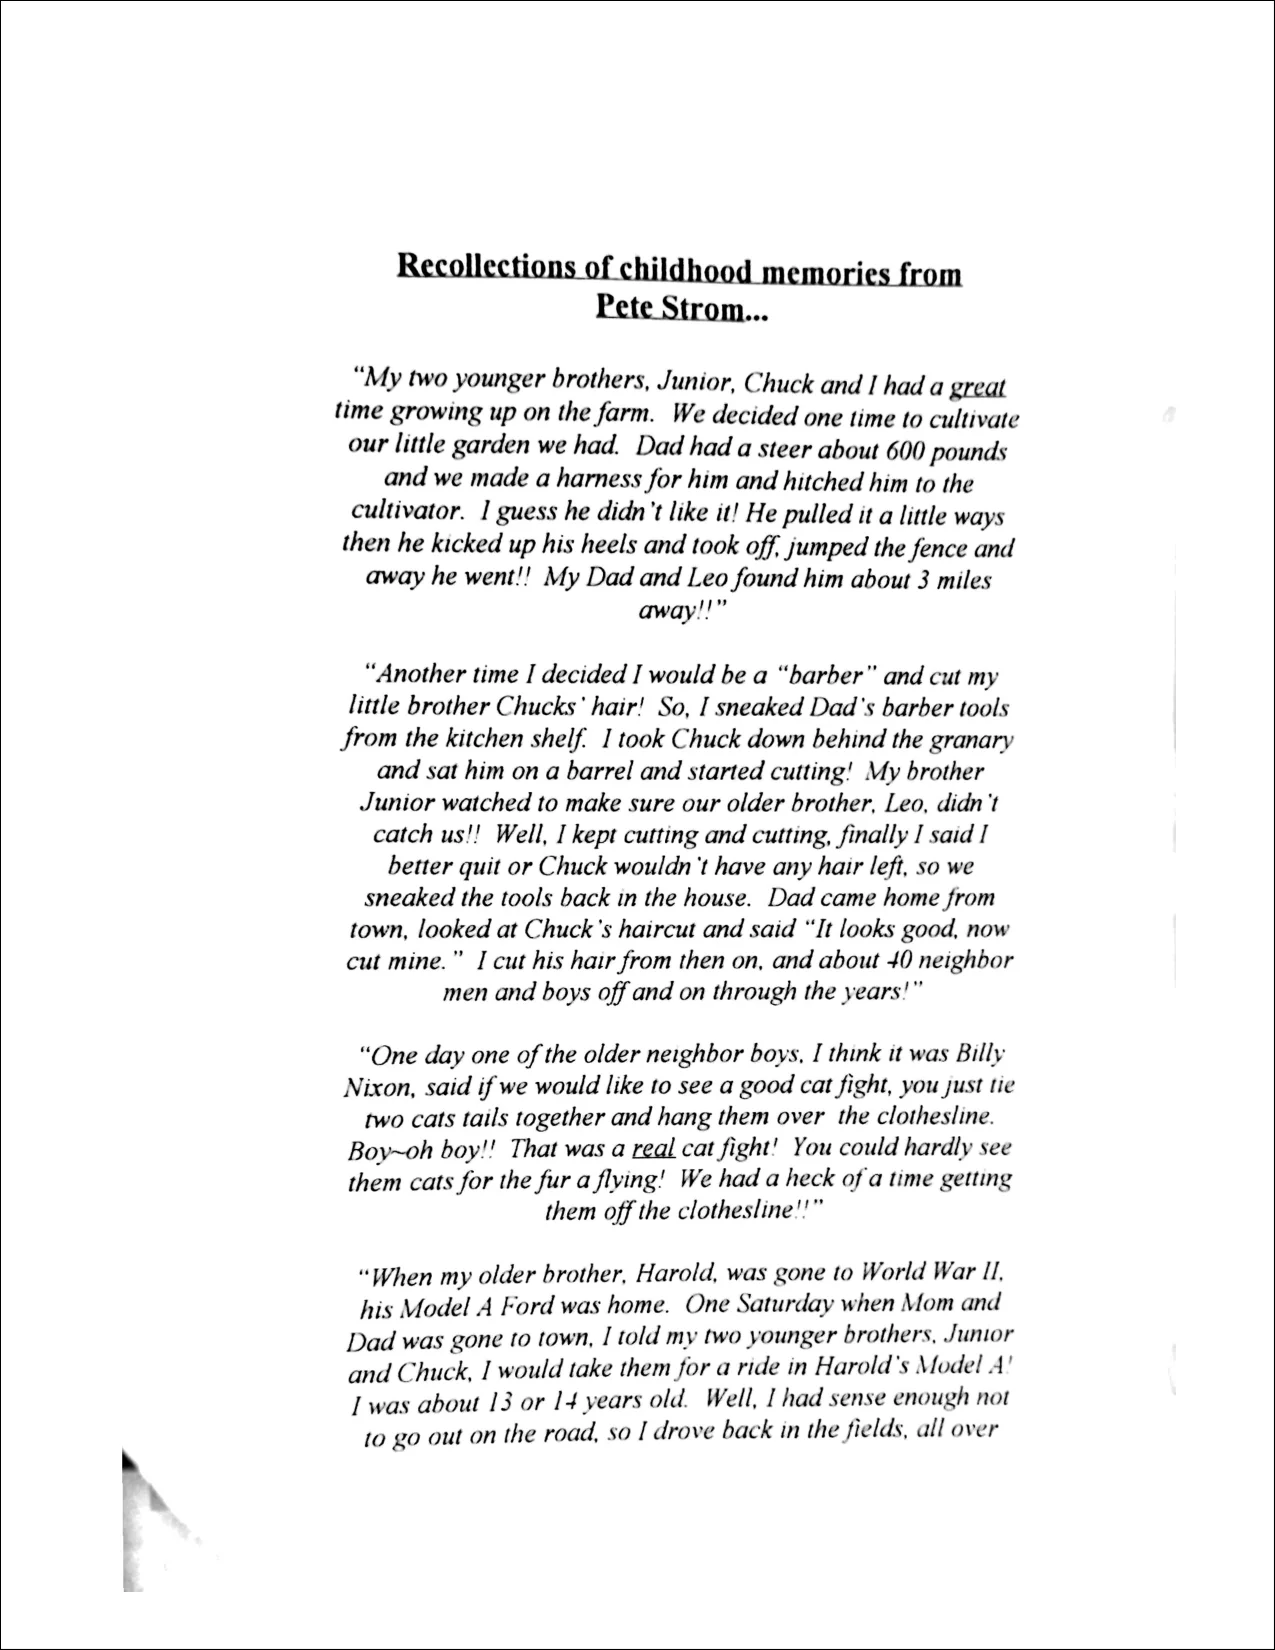 Recollections of childhood memories from
Pete Strom...
“My two younger brothers, Junior, Chuck and I had a great
time growing up on the farm.  We decided one time to cultivate
our little garden we had.  Dad had a steer about 600 pounds
and we made a harness for him and hitched him to the
cultivator.  I guess he didn't like it! He pulled it a little ways
then he kicked up his heels and took off, jumped the fence and
away he went!!  My Dad and Leo found him about 3 miles
away!!”
“Another time I decided I would be a “barber” and cut my
little brother Chucks' hair!  So, I sneaked Dad's barber tools
from the kitchen shelf.  I took Chuck down behind the granary
and sat him on a barrel and started cutting!  My brother
Junior watched to make sure our older brother, Leo, didn't
catch us!!  Well, I kept cutting and cutting, finally I said I
better quit or Chuck wouldn't have any hair left, so we
sneaked the tools back in the house.  Dad came home from
town, looked at Chuck's haircut and said “It looks good, now
cut mine.”  I cut his hair from then on, and about 40 neighbor
men and boys off and on through the years!”
“One day one of the older neighbor boys, I think it was Billy
Nixon, said if we would like to see a good cat fight, you just tie
two cats tails together and hang them over  the clothesline.
Boy~oh boy!!  That was a real cat fight!  You could hardly see
them cats for the fur a flying!  We had a heck of a time getting
them off the clothesline!!”
“When my older brother, Harold, was gone to World War II,
his Model A Ford was home.  One Saturday when Mom and
Dad was gone to town, I told my two younger brothers, Junior
and Chuck, I would take them for a ride in Harold's Model A!
I was about 13 or 14 years old.  Well, I had sense enough not
to go out on the road, so I drove back in the fields, all over